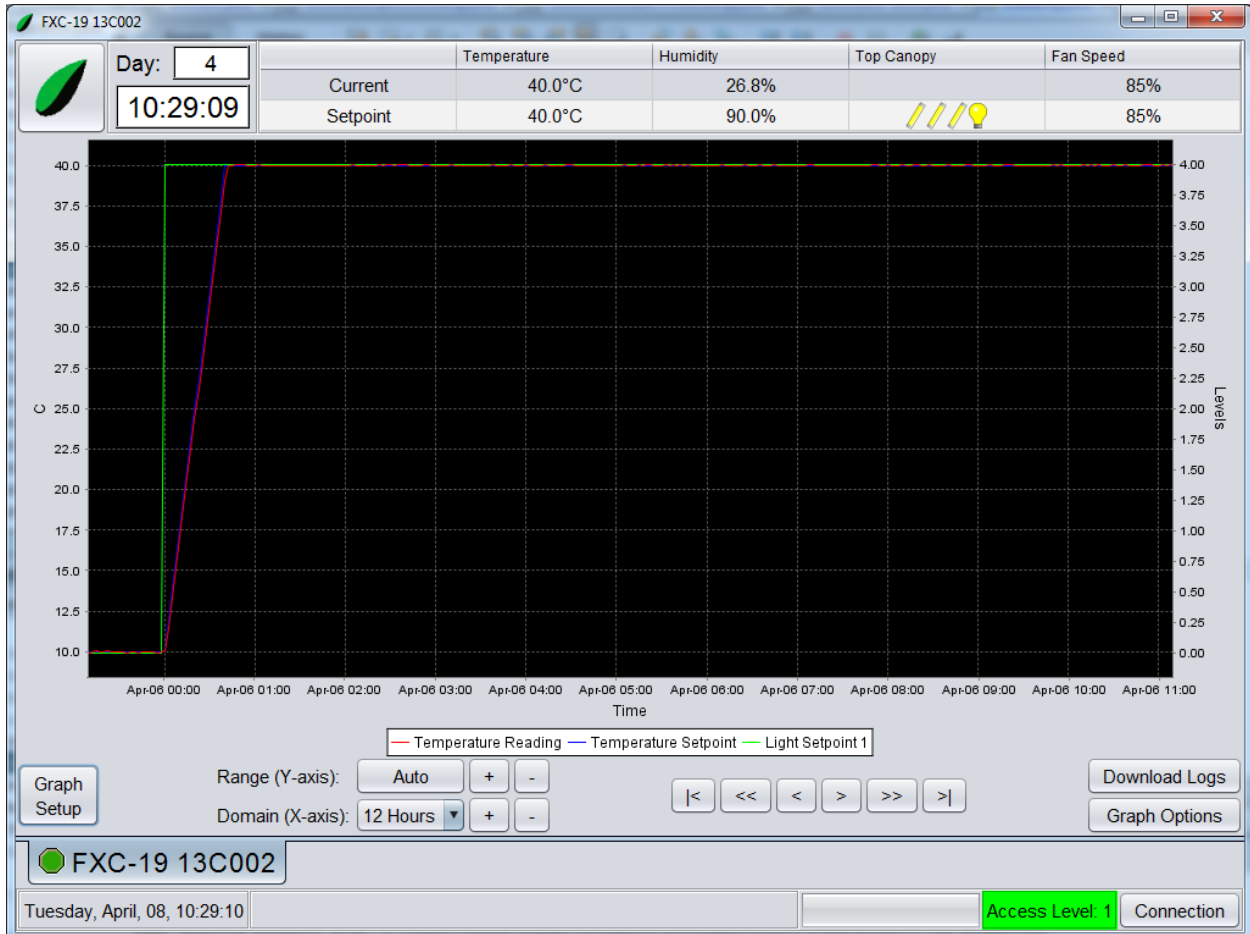 FXC-19 13C002
Day: 4
10:29:09
Temperature Humidity Top Canopy Fan Speed
Current 40.0°C 26.8% 85%
Setpoint 40.0°C 90.0% 85%
40.0
37.5
35.0
32.5
30.0
27.5
25.0
22.5
20.0
17.5
15.0
12.5
10.0
C
4.00
3.75
3.50
3.25
3.00
2.75
2.50
2.25
2.00
1.75
1.50
1.25
1.00
0.75
0.50
0.25
0.00
Levels
Apr-06 00:00 Apr-06 01:00 Apr-06 02:00 Apr-06 03:00 Apr-06 04:00 Apr-06 05:00 Apr-06 06:00 Apr-06 07:00 Apr-06 08:00 Apr-06 09:00 Apr-06 10:00 Apr-06 11:00
Time
Temperature Reading Temperature Setpoint Light Setpoint 1
Graph
Setup
Range (Y-axis): Auto + -
Domain (X-axis): 12 Hours + -
|< << < > >> >|
Download Logs
Graph Options
FXC-19 13C002
Tuesday, April, 08, 10:29:10
Access Level: 1
Connection